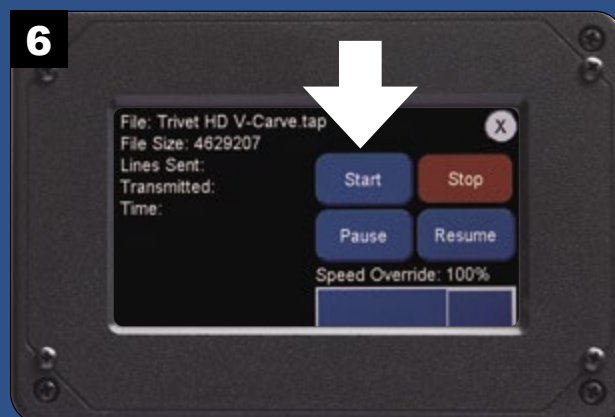 6
File: Trivet HD V-Carve.tap
File Size: 4629207
Lines Sent:
Transmitted:
Time:
X
Start
Stop
Pause
Resume
Speed Override: 100%